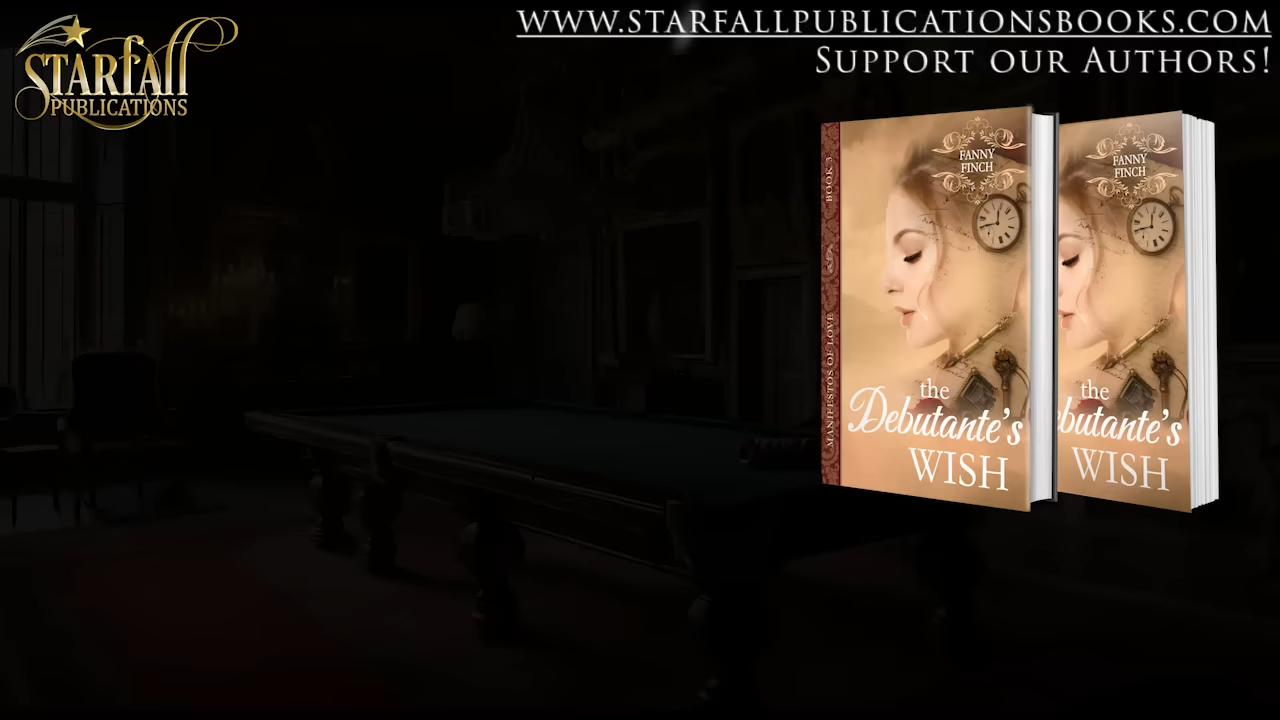 STARfall
PUBLICATIONS
WWW.STARFALLPUBLICATIONSBOOKS.COM
SUPPORT OUR AUTHORS!
BOOK 3
MANIFESTOS OF LOVE
FANNY
FINCH
the
Debutante's
WISH
FANNY
FINCH
the
ebutante's
WISH